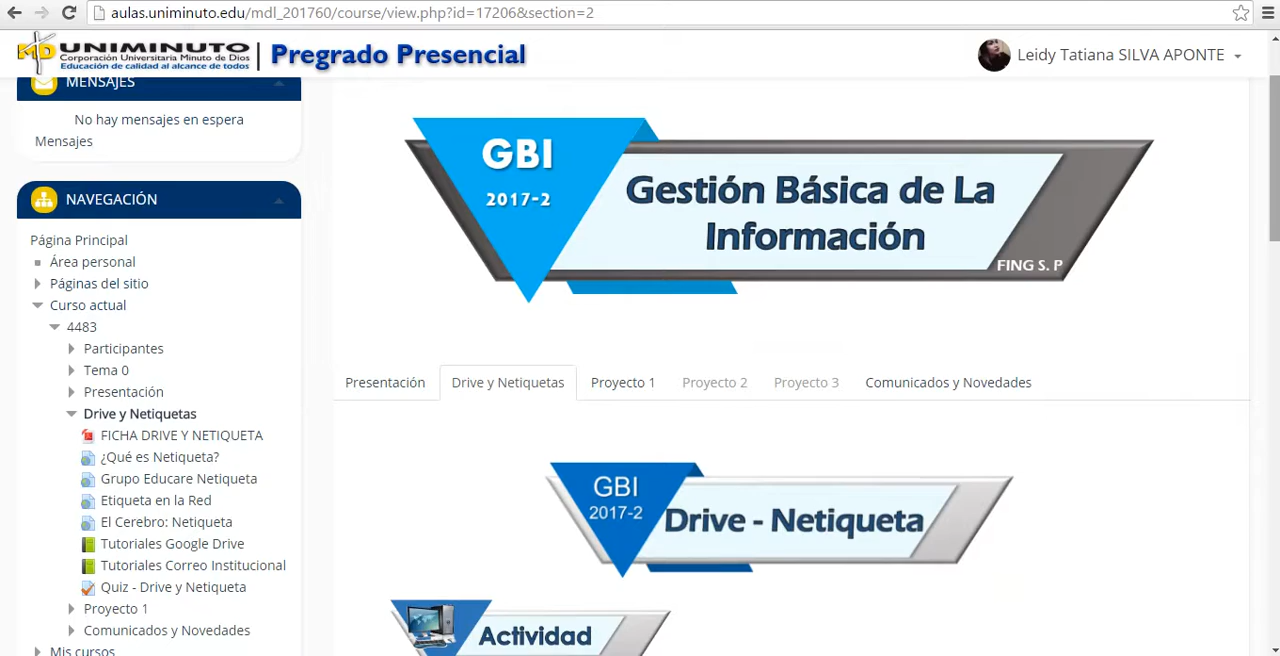 aulas.uniminuto.edu/mdl_201760/course/view.php?id=17206&section=2
UNIMINUTO
Corporación Universitaria Minuto de Dios
Educación de calidad al alcance de todos
Pregrado Presencial
Leidy Tatiana SILVA APONTE
MENSAJES
No hay mensajes en espera
Mensajes
NAVEGACIÓN
Página Principal
Área personal
Páginas del sitio
Curso actual
4483
Participantes
Tema 0
Presentación
Drive y Netiquetas
FICHA DRIVE Y NETIQUETA
¿Qué es Netiqueta?
Grupo Educare Netiqueta
Etiqueta en la Red
El Cerebro: Netiqueta
Tutoriales Google Drive
Tutoriales Correo Institucional
Quiz - Drive y Netiqueta
Proyecto 1
Comunicados y Novedades
Mis cursos
GBI
2017-2
Gestión Básica de La
Información
FING S. P
Presentación Drive y Netiquetas Proyecto 1 Proyecto 2 Proyecto 3 Comunicados y Novedades
GBI
2017-2
Drive - Netiqueta
Actividad